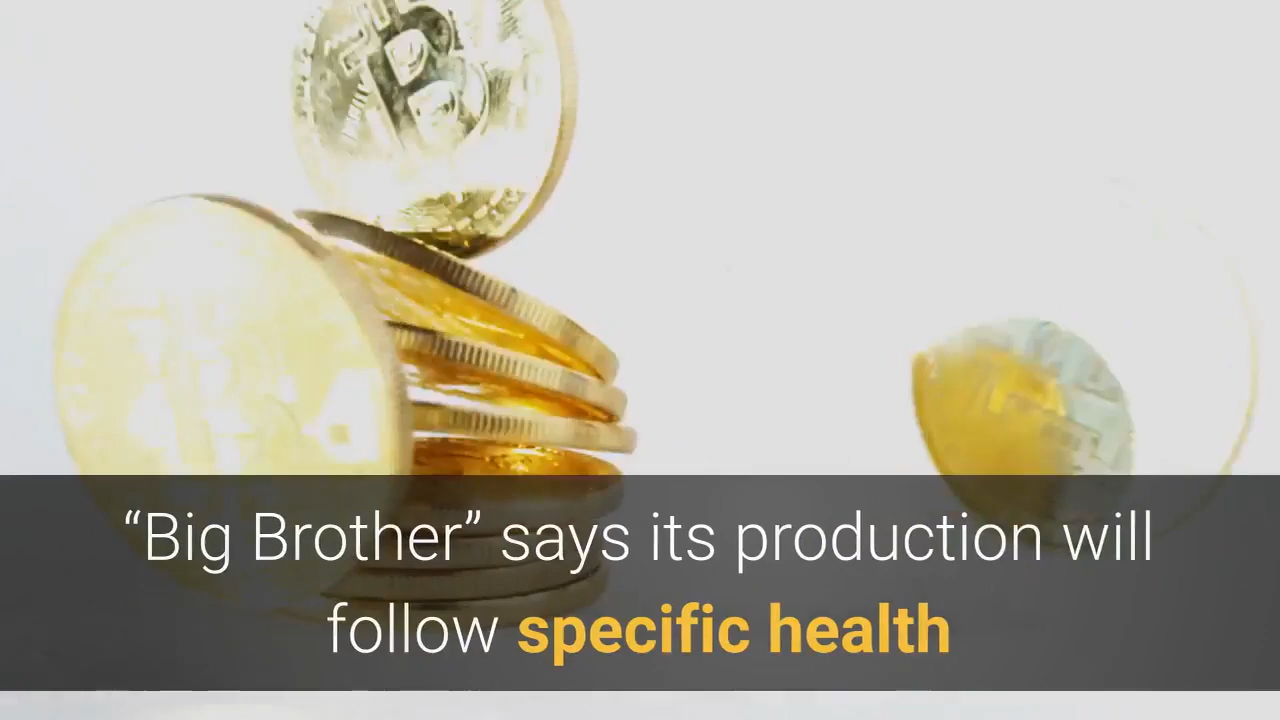 “Big Brother” says its production will
follow specific health